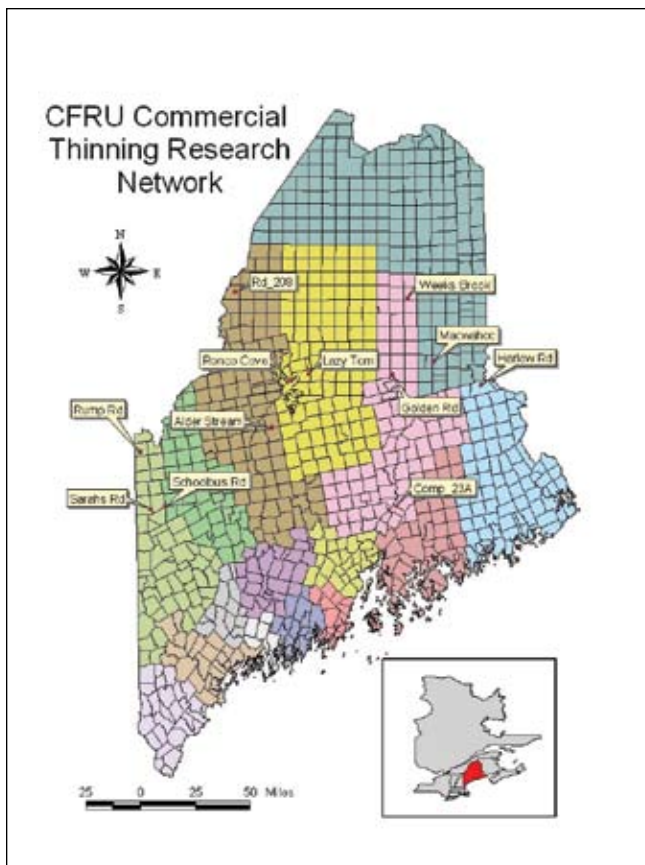 CFRU Commercial
Thinning Research
Network
N
W E
S
Rd_208
Weeks Brook
Macwahoc
Ronco Cove
Lazy Tom
Harlow Rd
Rump Rd
Alder Stream
Golden Rd
Schoolbus Rd
Sarahs Rd
Comp_23A
25 0 25 50 Miles